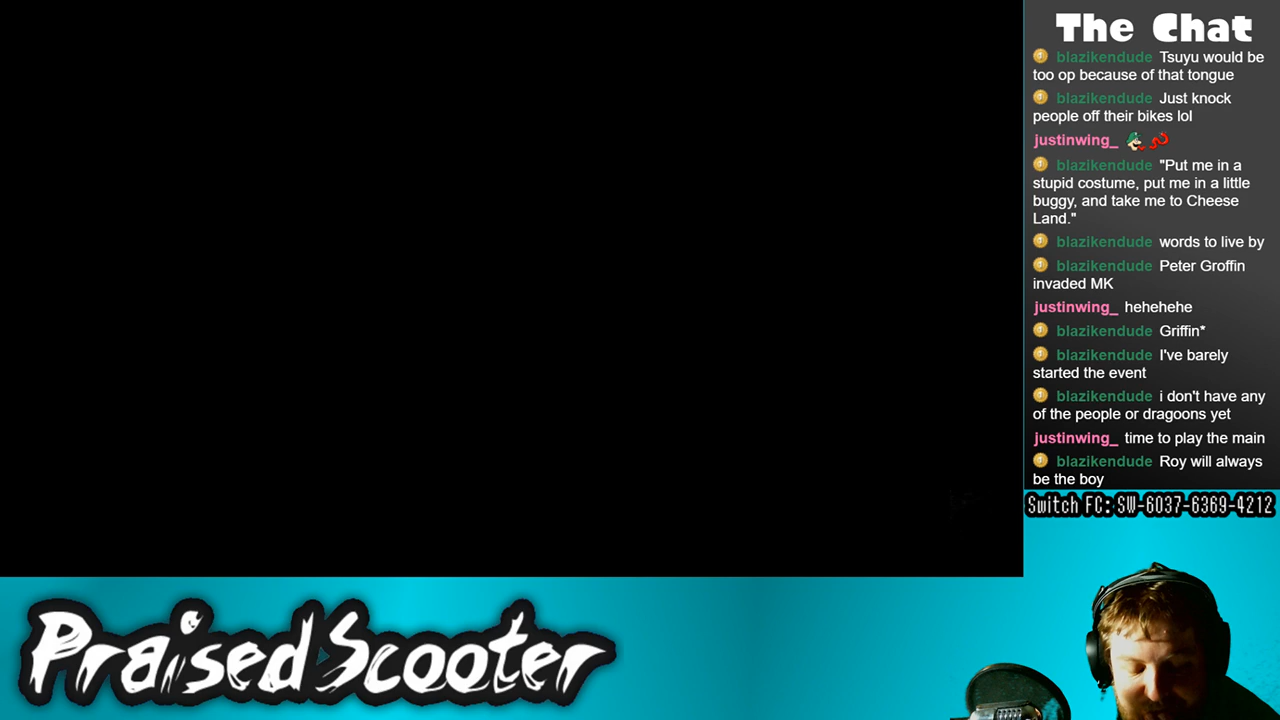 The Chat
blazikendude Tsuyu would be
too op because of that tongue
blazikendude Just knock
people off their bikes lol
justinwing_
blazikendude "Put me in a
stupid costume, put me in a little
buggy, and take me to Cheese
Land."
blazikendude words to live by
blazikendude Peter Groffin
invaded MK
justinwing_ hehehehe
blazikendude Griffin*
blazikendude I've barely
started the event
blazikendude i don't have any
of the people or dragoons yet
justinwing_ time to play the main
blazikendude Roy will always
be the boy
Switch FC: SW-6037-6369-4212
PraisedScooter